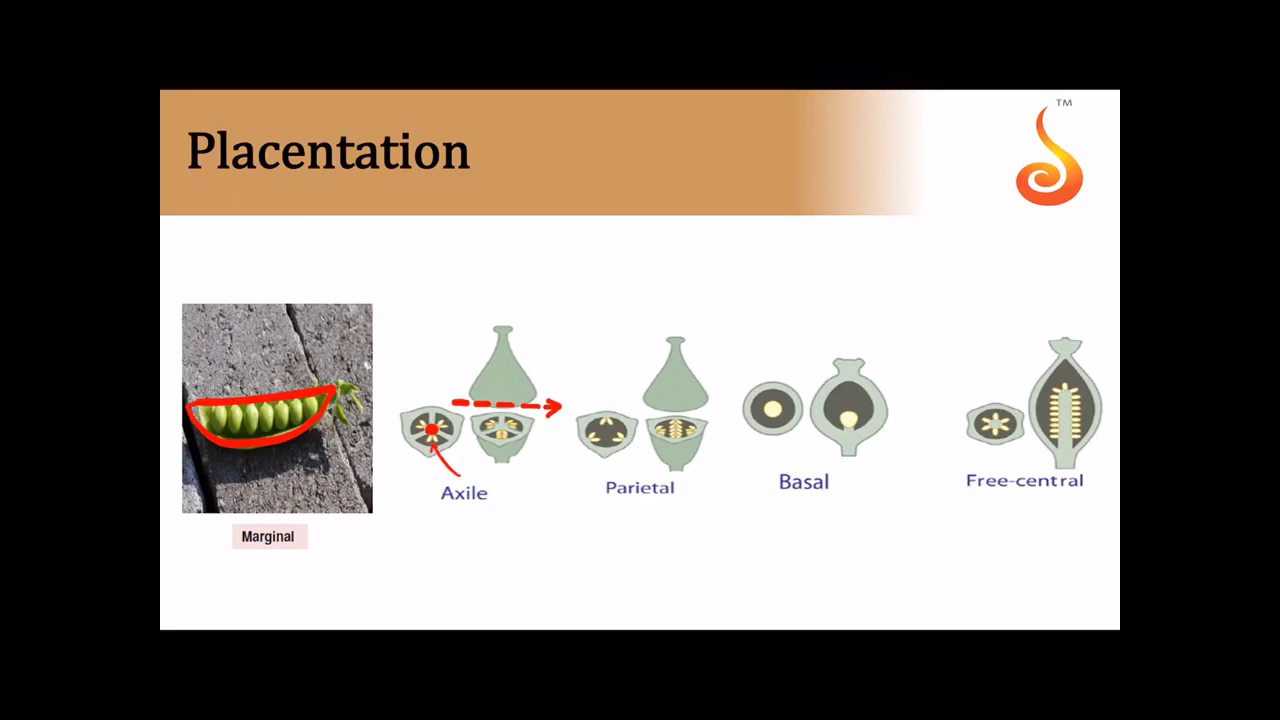 TM
Placentation
Axile
Parietal
Basal
Free-central
Marginal